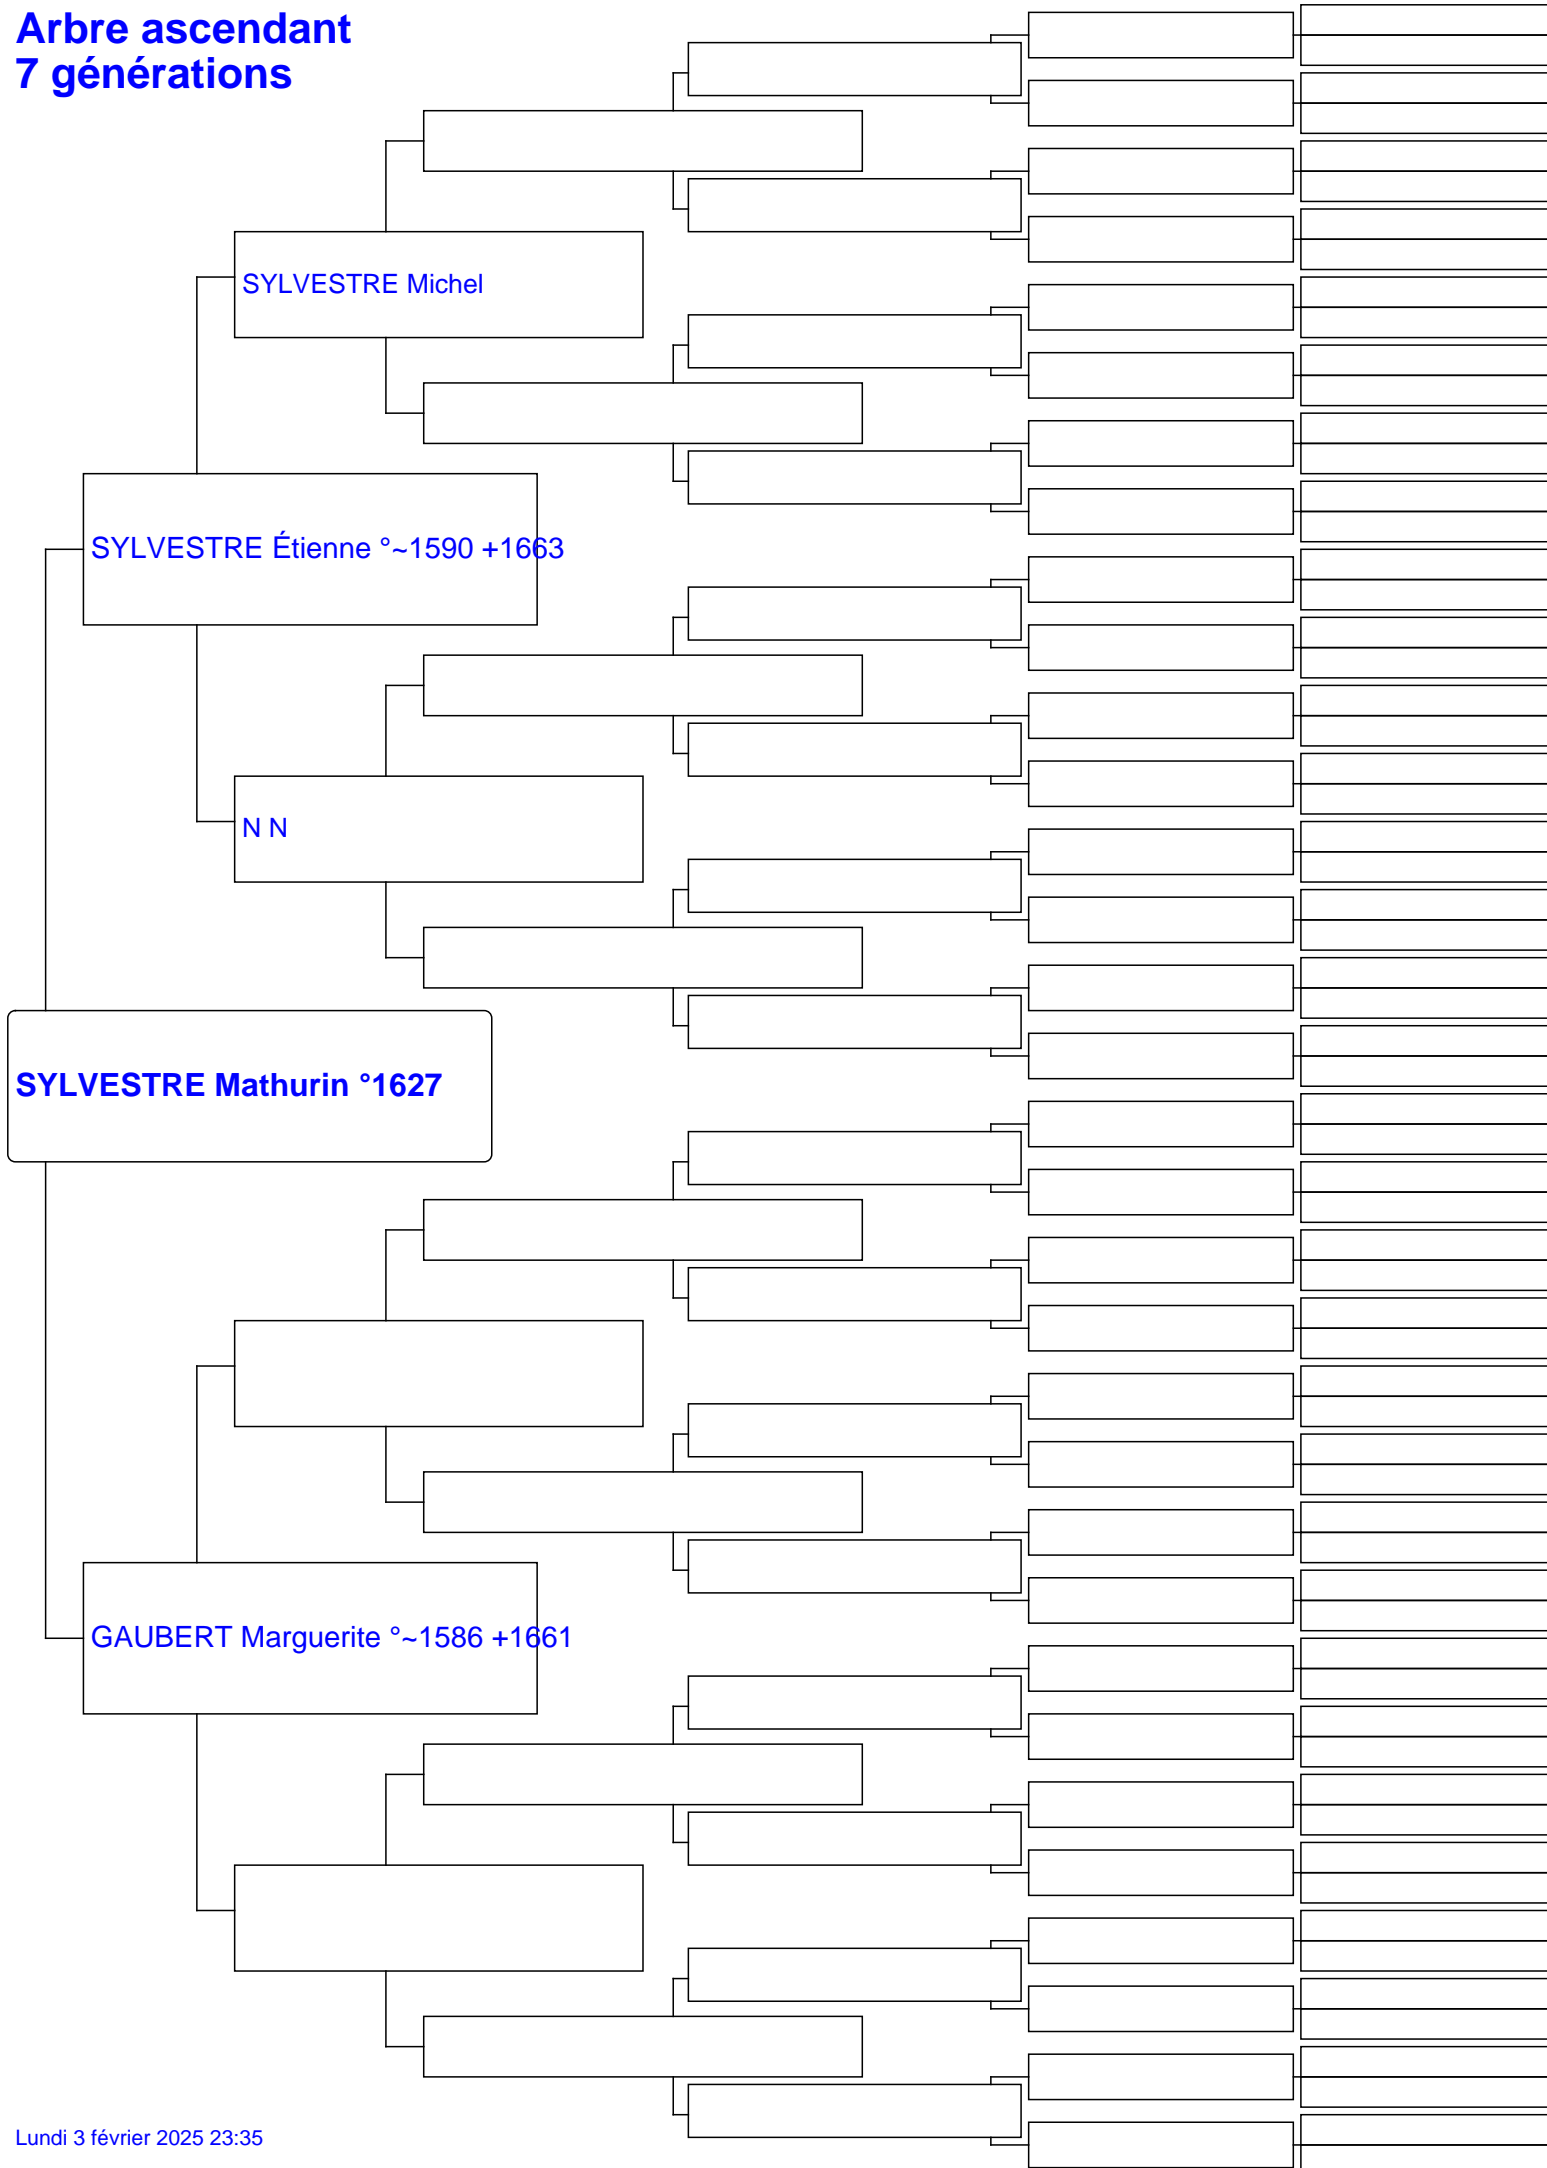 Arbre ascendant
7 générations
SYLVESTRE Michel
SYLVESTRE Étienne °~1590 +1663
N N
SYLVESTRE Mathurin °1627
GAUBERT Marguerite °~1586 +1661
Lundi 3 février 2025 23:35